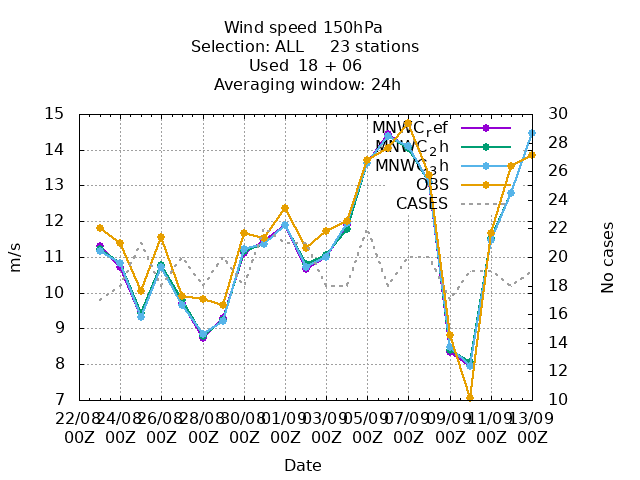 Wind speed 150hPa
Selection: ALL 23 stations
Used 18 + 06
Averaging window: 24h
15 30
14 28
13 26
12 24
11 22
10 20
9 18
8 16
7 14
12
10
m/s
No cases
MNWC_ref
MNWC_2h
MNWC_3h
OBS
CASES
22/08 24/08 26/08 28/08 30/08 01/09 03/09 05/09 07/09 09/09 11/09 13/09
00Z 00Z 00Z 00Z 00Z 00Z 00Z 00Z 00Z 00Z 00Z 00Z
Date